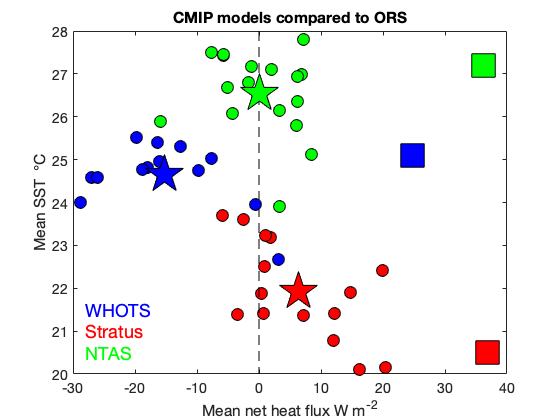 CMIP models compared to ORS
28
27
26
25
24
23
22
21
20
Mean SST °C
WHOTS
Stratus
NTAS
-30 -20 -10 0 10 20 30 40
Mean net heat flux W m-2